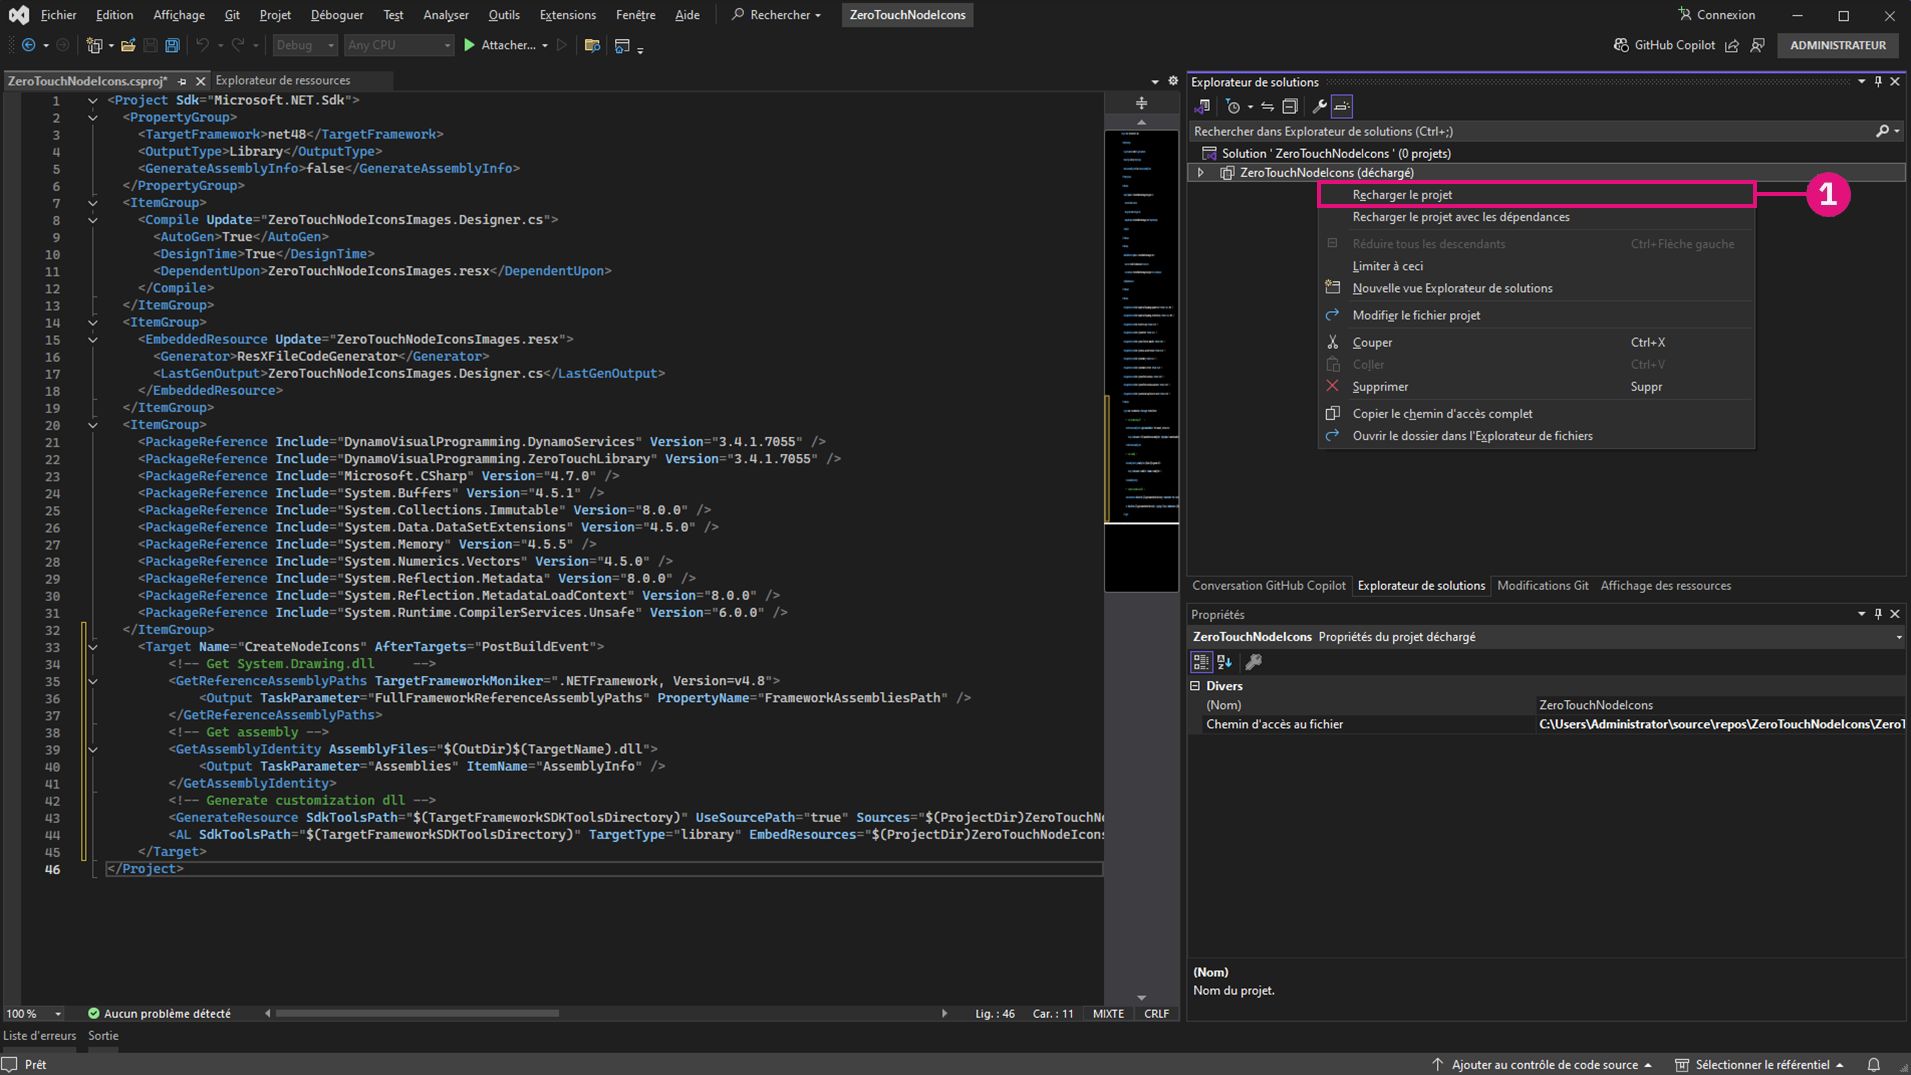 Fichier Edition Affichage Git Projet Déboguer Test Analyser Outils Extensions Fenêtre Aide Rechercher ZeroTouchNodeIcons Connexion
Debug Any CPU Attacher... GitHub Copilot ADMINISTRATEUR
ZeroTouchNodeIcons.csproj* Explorateur de ressources
1 <Project Sdk="Microsoft.NET.Sdk">
2 <PropertyGroup>
3 <TargetFramework>net48</TargetFramework>
4 <OutputType>Library</OutputType>
5 <GenerateAssemblyInfo>false</GenerateAssemblyInfo>
6 </PropertyGroup>
7 <ItemGroup>
8 <Compile Update="ZeroTouchNodeIconsImages.Designer.cs">
9 <AutoGen>True</AutoGen>
10 <DesignTime>True</DesignTime>
11 <DependentUpon>ZeroTouchNodeIconsImages.resx</DependentUpon>
12 </Compile>
13 </ItemGroup>
14 <ItemGroup>
15 <EmbeddedResource Update="ZeroTouchNodeIconsImages.resx">
16 <Generator>ResXFileCodeGenerator</Generator>
17 <LastGenOutput>ZeroTouchNodeIconsImages.Designer.cs</LastGenOutput>
18 </EmbeddedResource>
19 </ItemGroup>
20 <ItemGroup>
21 <PackageReference Include="DynamoVisualProgramming.DynamoServices" Version="3.4.1.7055" />
22 <PackageReference Include="DynamoVisualProgramming.ZeroTouchLibrary" Version="3.4.1.7055" />
23 <PackageReference Include="Microsoft.CSharp" Version="4.7.0" />
24 <PackageReference Include="System.Buffers" Version="4.5.1" />
25 <PackageReference Include="System.Collections.Immutable" Version="8.0.0" />
26 <PackageReference Include="System.Data.DataSetExtensions" Version="4.5.0" />
27 <PackageReference Include="System.Memory" Version="4.5.5" />
28 <PackageReference Include="System.Numerics.Vectors" Version="4.5.0" />
29 <PackageReference Include="System.Reflection.Metadata" Version="8.0.0" />
30 <PackageReference Include="System.Reflection.MetadataLoadContext" Version="8.0.0" />
31 <PackageReference Include="System.Runtime.CompilerServices.Unsafe" Version="6.0.0" />
32 </ItemGroup>
33 <Target Name="CreateNodeIcons" AfterTargets="PostBuildEvent">
34 <!-- Get System.Drawing.dll -->
35 <GetReferenceAssemblyPaths TargetFrameworkMoniker=".NETFramework, Version=v4.8">
36 <Output TaskParameter="FullFrameworkReferenceAssemblyPaths" PropertyName="FrameworkAssembliesPath" />
37 </GetReferenceAssemblyPaths>
38 <!-- Get assembly -->
39 <GetAssemblyIdentity AssemblyFiles="$(OutDir)$(TargetName).dll">
40 <Output TaskParameter="Assemblies" ItemName="AssemblyInfo" />
41 </GetAssemblyIdentity>
42 <!-- Generate customization dll -->
43 <GenerateResource SdkToolsPath="$(TargetFrameworkSDKToolsDirectory)" UseSourcePath="true" Sources="$(ProjectDir)ZeroTouchNo
44 <AL SdkToolsPath="$(TargetFrameworkSDKToolsDirectory)" TargetType="library" EmbedResources="$(ProjectDir)ZeroTouchNodeIcons
45 </Target>
46 </Project>
100 % Aucun problème détecté Lig. : 46 Car. : 11 MIXTE CRLF
Liste d'erreurs Sortie
Explorateur de solutions
Rechercher dans Explorateur de solutions (Ctrl+;)
Solution ' ZeroTouchNodeIcons ' (0 projets)
ZeroTouchNodeIcons (déchargé)
Recharger le projet
1
Recharger le projet avec les dépendances
Réduire tous les descendants Ctrl+Flèche gauche
Limiter à ceci
Nouvelle vue Explorateur de solutions
Modifier le fichier projet
Couper Ctrl+X
Coller Ctrl+V
Supprimer Suppr
Copier le chemin d'accès complet
Ouvrir le dossier dans l'Explorateur de fichiers
Conversation GitHub Copilot Explorateur de solutions Modifications Git Affichage des ressources
Propriétés
ZeroTouchNodeIcons Propriétés du projet déchargé
Divers
(Nom) ZeroTouchNodeIcons
Chemin d'accès au fichier C:\Users\Administrator\source\repos\ZeroTouchNodeIcons\ZeroT
(Nom)
Nom du projet.
Prêt Ajouter au contrôle de code source Sélectionner le référentiel